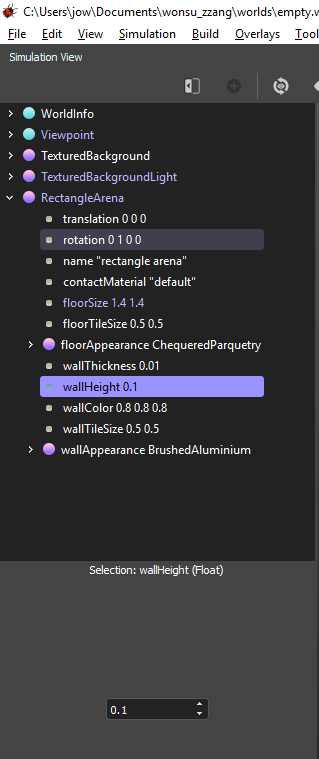 C:\Users\jow\Documents\wonsu_zzang\worlds\empty.w
File Edit View Simulation Build Overlays Tool
Simulation View
WorldInfo
Viewpoint
TexturedBackground
TexturedBackgroundLight
RectangleArena
translation 0 0 0
rotation 0 1 0 0
name "rectangle arena"
contactMaterial "default"
floorSize 1.4 1.4
floorTileSize 0.5 0.5
floorAppearance ChequeredParquetry
wallThickness 0.01
wallHeight 0.1
wallColor 0.8 0.8 0.8
wallTileSize 0.5 0.5
wallAppearance BrushedAluminium
Selection: wallHeight (Float)
0.1